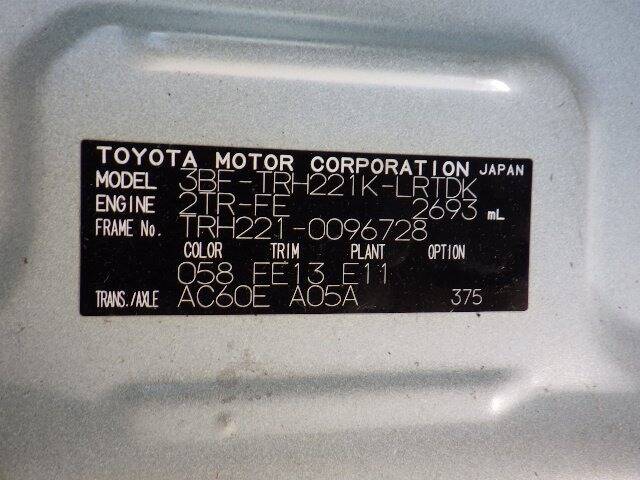 TOYOTA MOTOR CORPORATION JAPAN
MODEL 3BF-TRH221K-LRTDK
ENGINE 2TR-FE 2693 mL
FRAME No. TRH221-0096728
COLOR TRIM PLANT OPTION
058 FE13 E11
TRANS./AXLE AC60E A05A 375